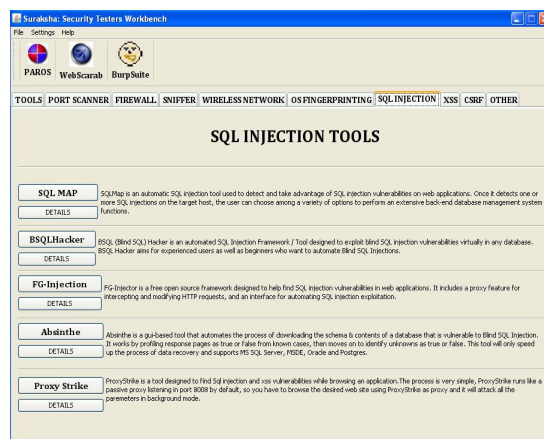 Suraksha: Security Testers Workbench
File Settings Help
PAROS WebScarab BurpSuite
TOOLS PORT SCANNER FIREWALL SNIFFER WIRELESS NETWORK OS FINGERPRINTING SQL INJECTION XSS CSRF OTHER
SQL INJECTION TOOLS
SQL MAP
DETAILS
SQLMap is an automatic SQL injection tool used to detect and take advantage of SQL injection vulnerabilities on web applications. Once it detects one or
more SQL injections on the target host, the user can choose among a variety of options to perform an extensive back-end database management system
functions.
BSQLHacker
DETAILS
BSQL (Blind SQL) Hacker is an automated SQL Injection Framework / Tool designed to exploit blind SQL injection vulnerabilities virtually in any database.
BSQL Hacker aims for experienced users as well as beginners who want to automate Blind SQL Injections.
FG-Injection
DETAILS
FG-Injector is a free open source framework designed to help find SQL injection vulnerabilities in web applications. It includes a proxy feature for
intercepting and modifying HTTP requests, and an interface for automating SQL injection exploitation.
Absinthe
DETAILS
Absinthe is a gui-based tool that automates the process of downloading the schema & contents of a database that is vulnerable to Blind SQL Injection.
It works by profiling response pages as true or false from known cases, then moves on to identify unknowns as true or false. This tool will only speed
up the process of data recovery and supports MS SQL Server, MSDE, Oracle and Postgres.
Proxy Strike
DETAILS
ProxyStrike is a tool designed to find Sql injection and xss vulnerabilities while browsing an application.The process is very simple, ProxyStrike runs like a
passive proxy listening in port 8008 by default, so you have to browse the desired web site using ProxyStrike as proxy and it will attack all the
paremeters in background mode.